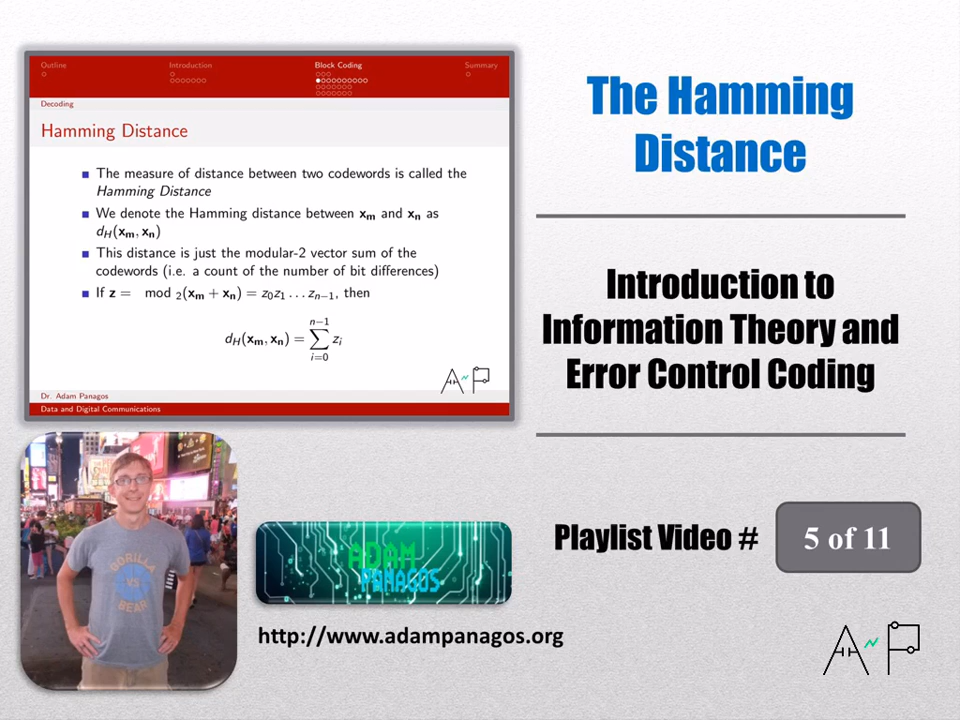 Outline
Introduction
Block Coding
Summary
Decoding
Hamming Distance
The measure of distance between two codewords is called the
Hamming Distance
We denote the Hamming distance between xₘ and xₙ as
d_H(xₘ, xₙ)
This distance is just the modular-2 vector sum of the
codewords (i.e. a count of the number of bit differences)
If z = mod ₂(xₘ + xₙ) = z₀z₁ . . . zₙ₋₁, then
d_H(xₘ, xₙ) = ∑_{i=0}^{n−1} zᵢ
AP
Dr. Adam Panagos
Data and Digital Communications
The Hamming
Distance
Introduction to
Information Theory and
Error Control Coding
GORILLA
VS
BEAR
ADAM
PANAGOS
http://www.adampanagos.org
Playlist Video # 5 of 11
AP